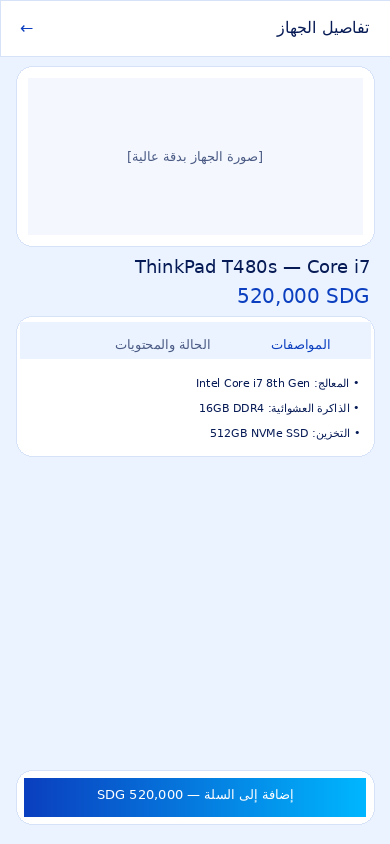 تفاصيل الجهاز ←
[صورة الجهاز بدقة عالية]
ThinkPad T480s — Core i7
520,000 SDG
المواصفات الحالة والمحتويات
• المعالج: Intel Core i7 8th Gen
• الذاكرة العشوائية: 16GB DDR4
• التخزين: 512GB NVMe SSD
إضافة إلى السلة — 520,000 SDG